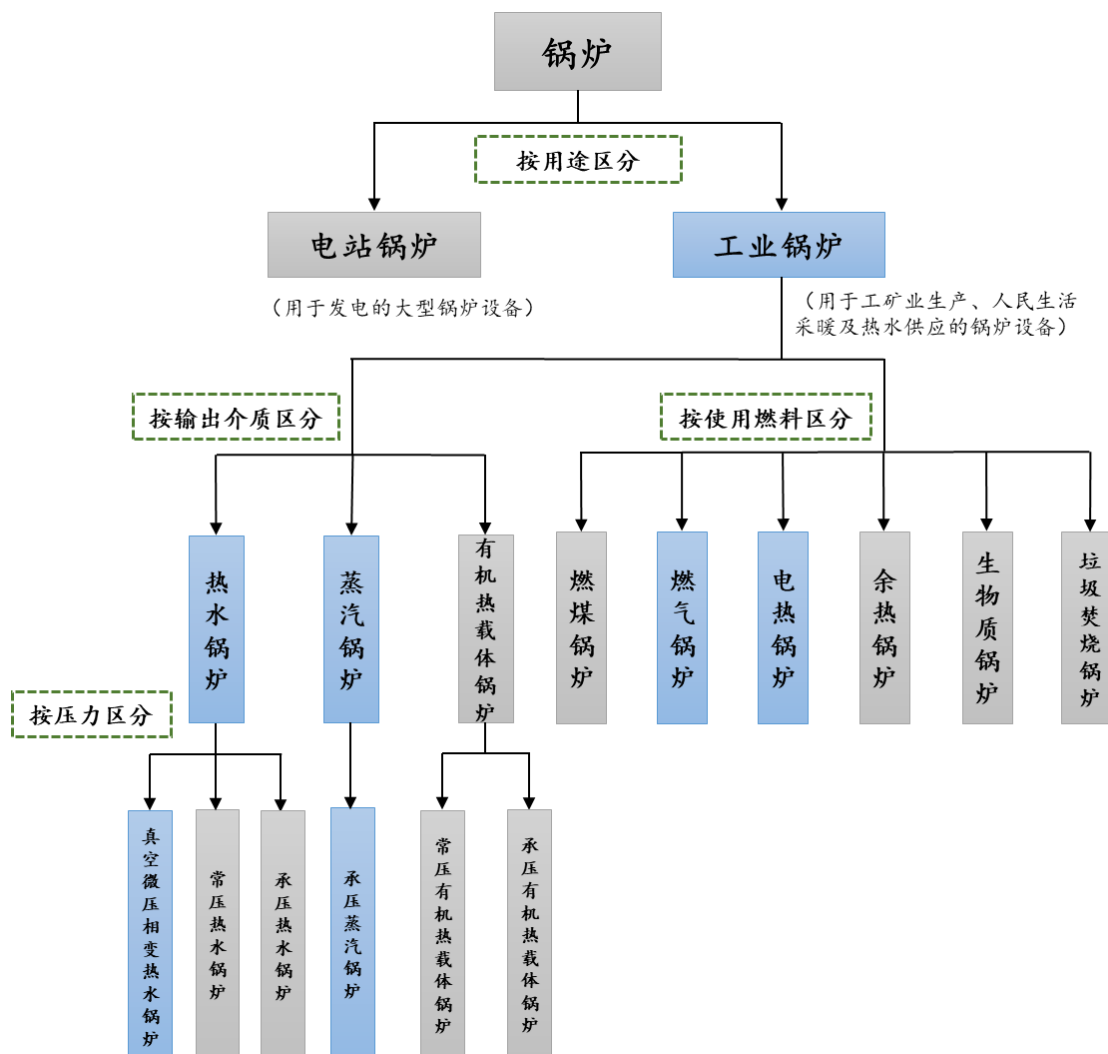 锅炉
按用途区分
电站锅炉
工业锅炉
（用于发电的大型锅炉设备）
（用于工矿业生产、人民生活
采暖及热水供应的锅炉设备）
按输出介质区分
按使用燃料区分
热水锅炉
蒸汽锅炉
有机热载体锅炉
燃煤锅炉
燃气锅炉
电热锅炉
余热锅炉
生物质锅炉
垃圾焚烧锅炉
按压力区分
真空微压相变热水锅炉
常压热水锅炉
承压热水锅炉
承压蒸汽锅炉
常压有机热载体锅炉
承压有机热载体锅炉